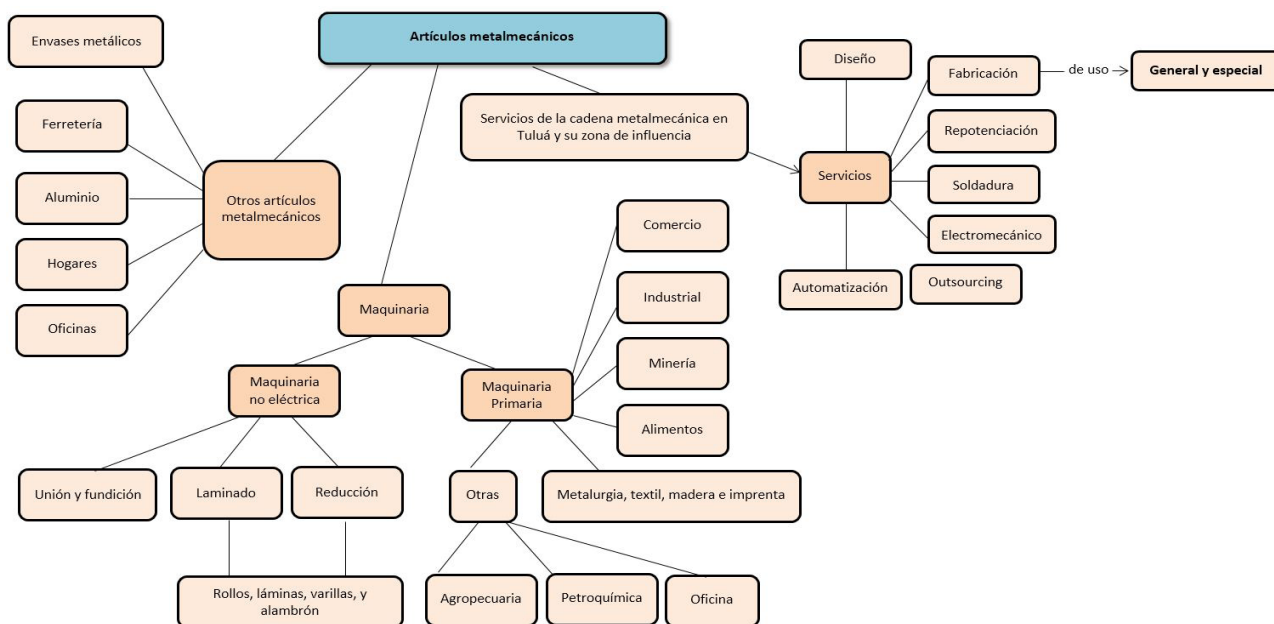 Envases metálicos
Artículos metalmecánicos
Diseño
Fabricación
de uso
General y especial
Ferretería
Servicios de la cadena metalmecánica en
Tuluá y su zona de influencia
Repotenciación
Servicios
Soldadura
Aluminio
Otros artículos
metalmecánicos
Electromecánico
Hogares
Comercio
Automatización
Outsourcing
Oficinas
Maquinaria
Industrial
Minería
Maquinaria
no eléctrica
Maquinaria
Primaria
Alimentos
Unión y fundición
Laminado
Reducción
Otras
Metalurgia, textil, madera e imprenta
Rollos, láminas, varillas, y
alambrón
Agropecuaria
Petroquímica
Oficina